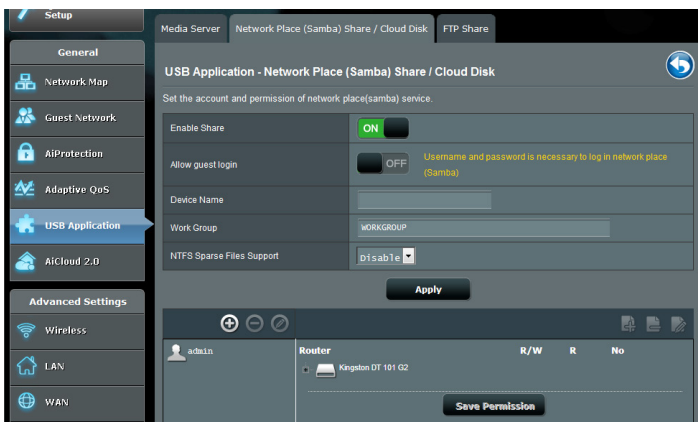 Setup
General
Network Map
Guest Network
AiProtection
Adaptive QoS
USB Application
AiCloud 2.0
Advanced Settings
Wireless
LAN
WAN
Media Server
Network Place (Samba) Share / Cloud Disk
FTP Share
USB Application - Network Place (Samba) Share / Cloud Disk
Set the account and permission of network place(samba) service.
Enable Share
ON
Allow guest login
OFF
Username and password is necessary to log in network place
(Samba)
Device Name
Work Group
WORKGROUP
NTFS Sparse Files Support
Disable
Apply
admin
Router R/W R No
Kingston DT 101 G2
Save Permission